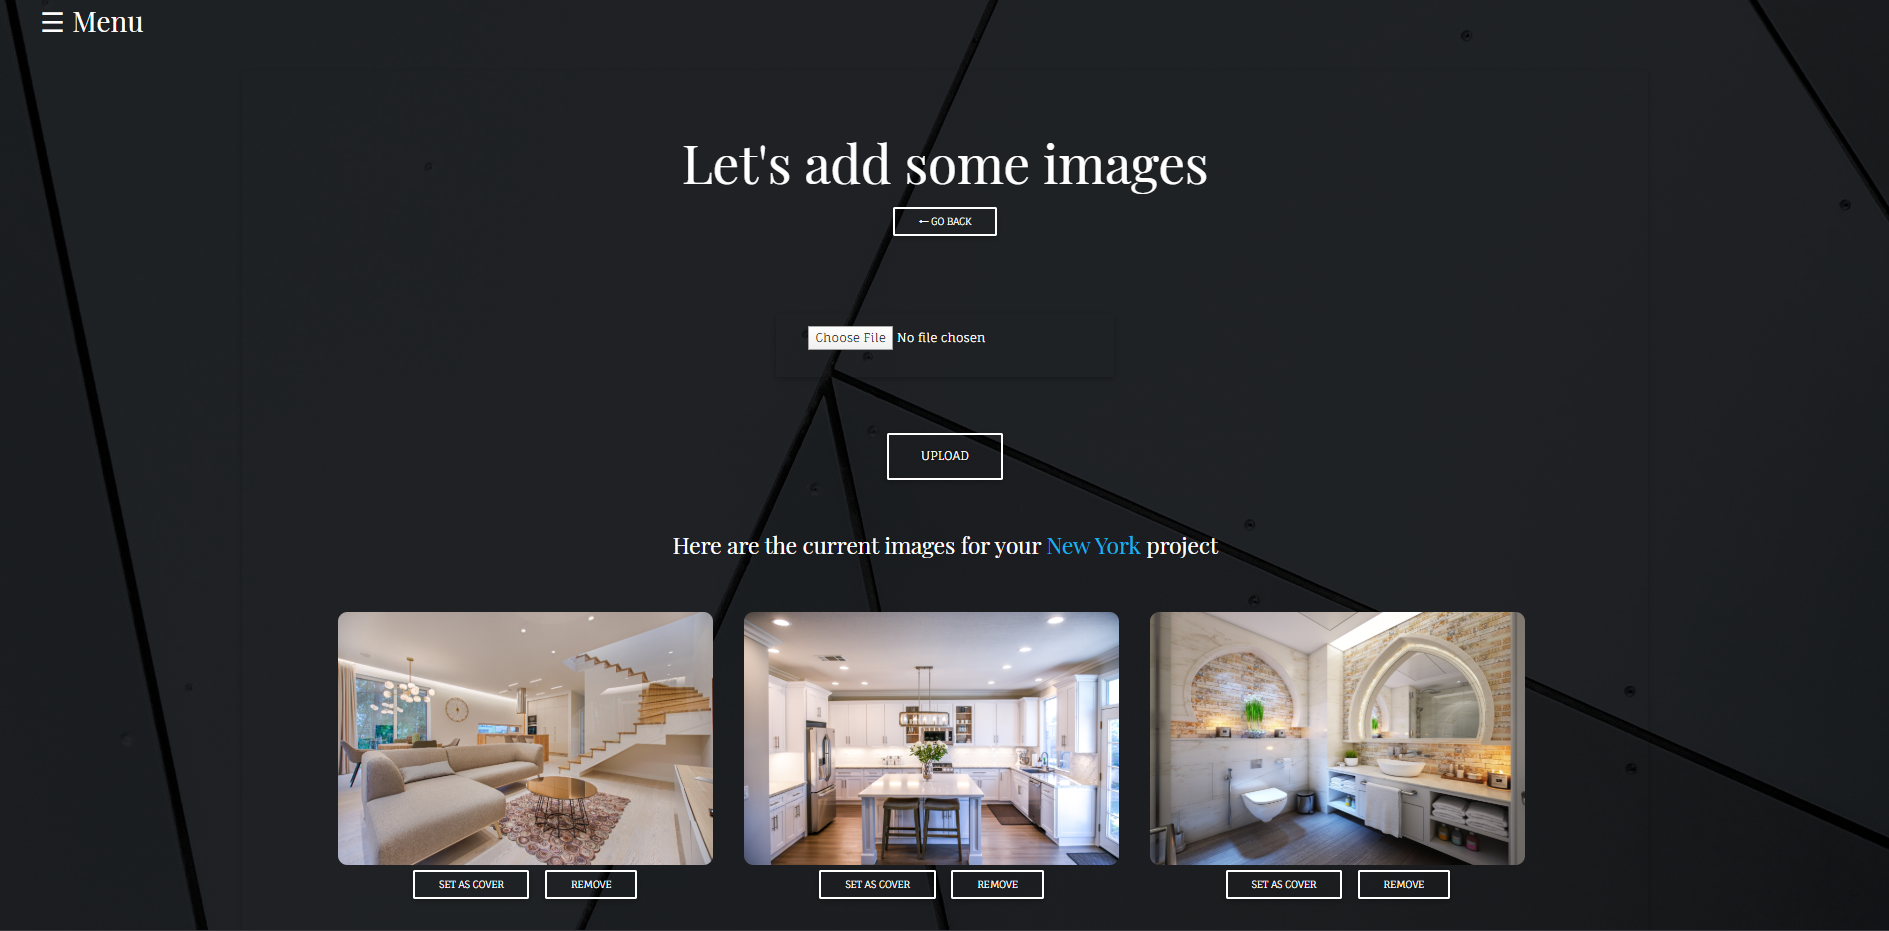 ☰ Menu
Let's add some images
← GO BACK
Choose File No file chosen
UPLOAD
Here are the current images for your New York project
SET AS COVER REMOVE SET AS COVER REMOVE SET AS COVER REMOVE